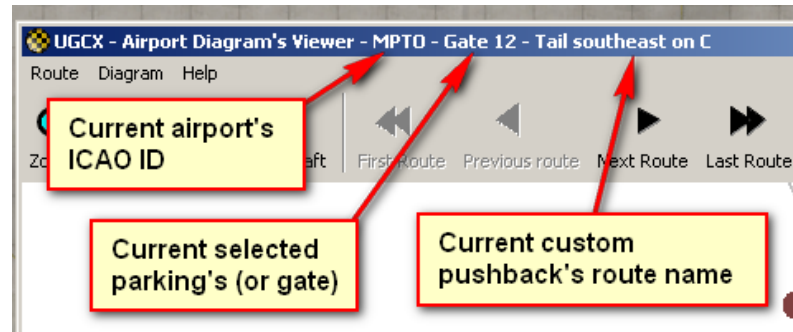 UGCX - Airport Diagram's Viewer - MPTO - Gate 12 - Tail southeast on C
Route Diagram Help
Current airport's
ICAO ID
First Route Previous route Next Route Last Route
Current selected
parking's (or gate)
Current custom
pushback's route name